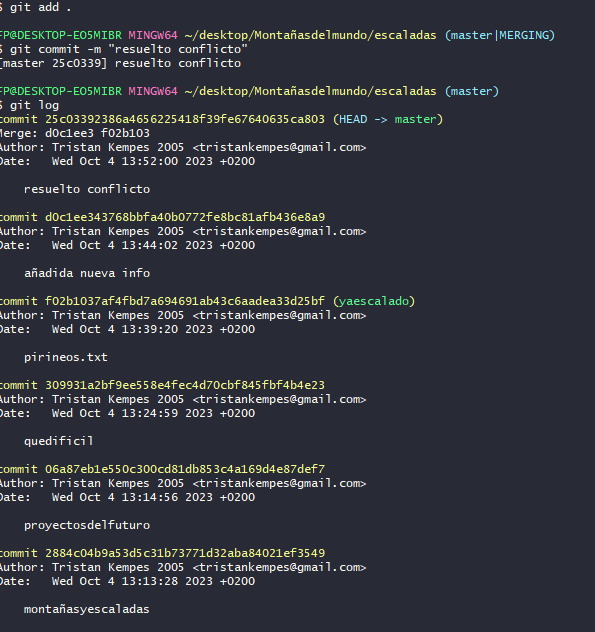 $ git add .
FP@DESKTOP-EO5MIBR MINGW64 ~/desktop/Montañasdelmundo/escaladas (master|MERGING)
$ git commit -m "resuelto conflicto"
[master 25c0339] resuelto conflicto
FP@DESKTOP-EO5MIBR MINGW64 ~/desktop/Montañasdelmundo/escaladas (master)
$ git log
commit 25c03392386a4656225418f39fe67640635ca803 (HEAD -> master)
Merge: d0c1ee3 f02b103
Author: Tristan Kempes 2005 <tristankempes@gmail.com>
Date:   Wed Oct 4 13:52:00 2023 +0200
resuelto conflicto
commit d0c1ee343768bbfa40b0772fe8bc81afb436e8a9
Author: Tristan Kempes 2005 <tristankempes@gmail.com>
Date:   Wed Oct 4 13:44:02 2023 +0200
añadida nueva info
commit f02b1037af4fbd7a694691ab43c6aadea33d25bf (yaescalado)
Author: Tristan Kempes 2005 <tristankempes@gmail.com>
Date:   Wed Oct 4 13:39:20 2023 +0200
pirineos.txt
commit 309931a2bf9ee558e4fec4d70cbf845fbf4b4e23
Author: Tristan Kempes 2005 <tristankempes@gmail.com>
Date:   Wed Oct 4 13:24:59 2023 +0200
quedificil
commit 06a87eb1e550c300cd81db853c4a169d4e87def7
Author: Tristan Kempes 2005 <tristankempes@gmail.com>
Date:   Wed Oct 4 13:14:56 2023 +0200
proyectosdelfuturo
commit 2884c04b9a53d5c31b73771d32aba84021ef3549
Author: Tristan Kempes 2005 <tristankempes@gmail.com>
Date:   Wed Oct 4 13:13:28 2023 +0200
montañasyescaladas